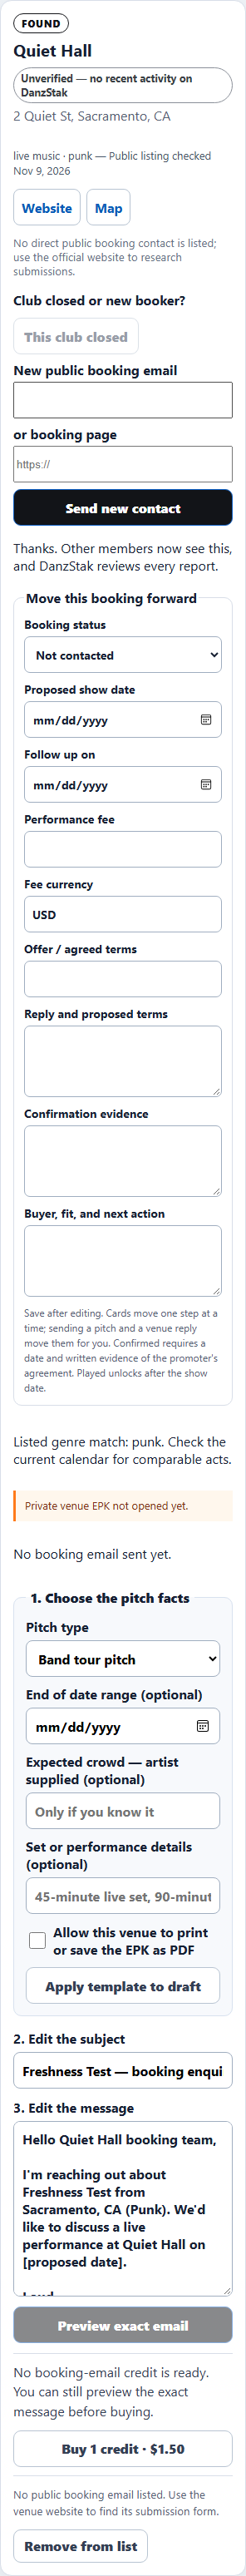 FOUND
Quiet Hall
Unverified — no recent activity on
DanzStak
2 Quiet St, Sacramento, CA
live music · punk — Public listing checked
Nov 9, 2026
Website
Map
No direct public booking contact is listed;
use the official website to research
submissions.
Club closed or new booker?
This club closed
New public booking email
or booking page
https://
Send new contact
Thanks. Other members now see this,
and DanzStak reviews every report.
Move this booking forward
Booking status
Not contacted
Proposed show date
mm/dd/yyyy
Follow up on
mm/dd/yyyy
Performance fee
Fee currency
USD
Offer / agreed terms
Reply and proposed terms
Confirmation evidence
Buyer, fit, and next action
Save after editing. Cards move one step at a
time; sending a pitch and a venue reply
move them for you. Confirmed requires a
date and written evidence of the promoter's
agreement. Played unlocks after the show
date.
Listed genre match: punk. Check the
current calendar for comparable acts.
Private venue EPK not opened yet.
No booking email sent yet.
1. Choose the pitch facts
Pitch type
Band tour pitch
End of date range (optional)
mm/dd/yyyy
Expected crowd — artist
supplied (optional)
Only if you know it
Set or performance details
(optional)
45-minute live set, 90-minut
Allow this venue to print
or save the EPK as PDF
Apply template to draft
2. Edit the subject
Freshness Test — booking enqui
3. Edit the message
Hello Quiet Hall booking team,
I'm reaching out about
Freshness Test from
Sacramento, CA (Punk). We'd
like to discuss a live
performance at Quiet Hall on
[proposed date].
Preview exact email
No booking-email credit is ready.
You can still preview the exact
message before buying.
Buy 1 credit · $1.50
No public booking email listed. Use the
venue website to find its submission form.
Remove from list